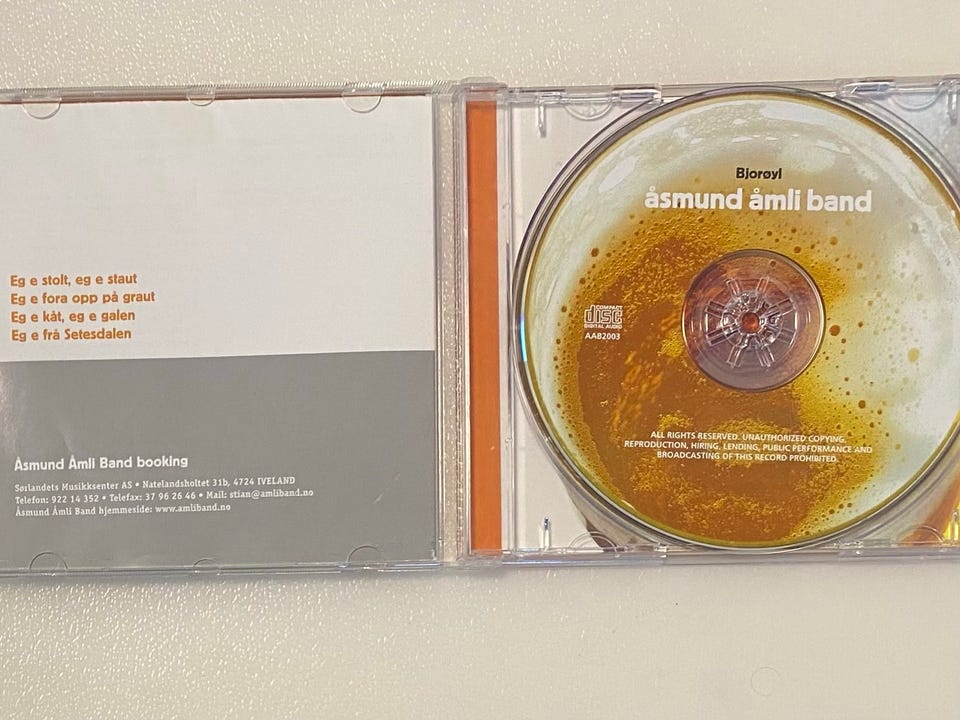 Eg e stolt, eg e staut
Eg e fora opp på graut
Eg e kåt, eg e galen
Eg e frå Setesdalen
Åsmund Åmli Band booking
Sørlandets Musikksenter AS • Natelandsholtet 31b, 4724 IVELAND
Telefon: 922 14 352 • Telefax: 37 96 26 46 • Mail: stian@amliband.no
Åsmund Åmli Band hjemmeside: www.amliband.no
Bjorøyl
åsmund åmli band
COMPACT
disc
DIGITAL AUDIO
AAB2003
ALL RIGHTS RESERVED. UNAUTHORIZED COPYING,
REPRODUCTION, HIRING, LENDING, PUBLIC PERFORMANCE AND
BROADCASTING OF THIS RECORD PROHIBITED.